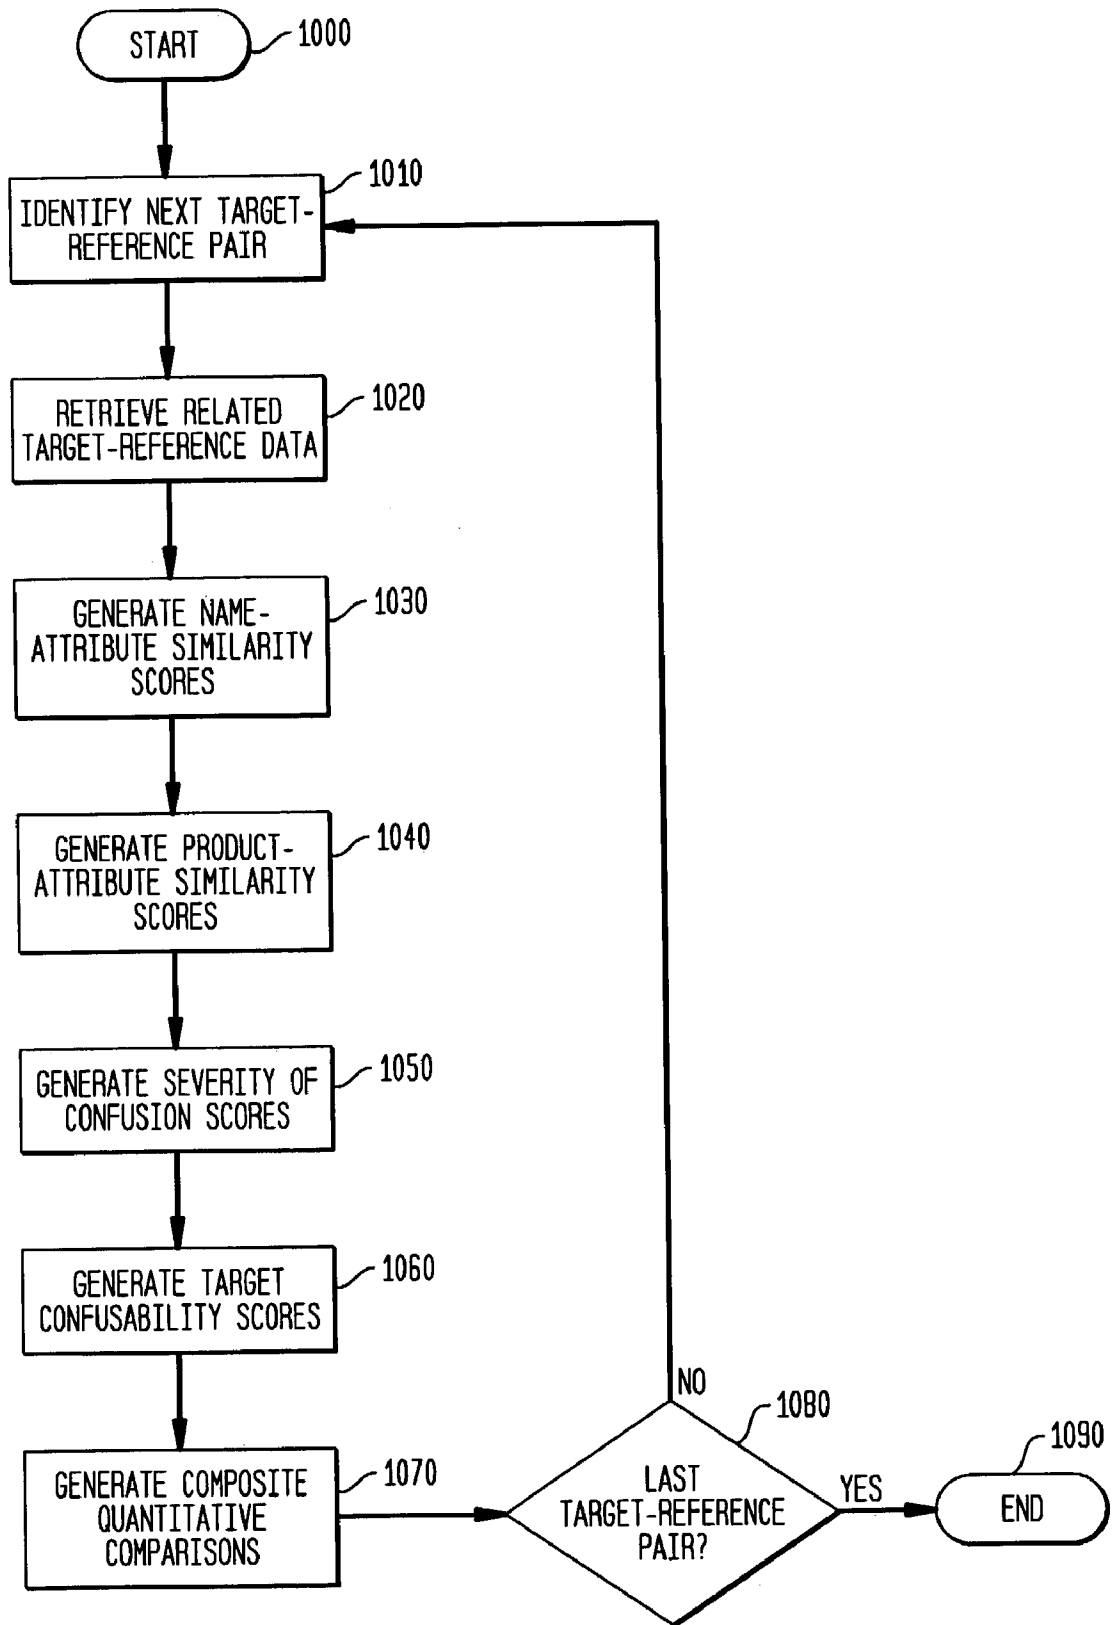 START
1000
1010
IDENTIFY NEXT TARGET-
REFERENCE PAIR
1020
RETRIEVE RELATED
TARGET-REFERENCE DATA
1030
GENERATE NAME-
ATTRIBUTE SIMILARITY
SCORES
1040
GENERATE PRODUCT-
ATTRIBUTE SIMILARITY
SCORES
1050
GENERATE SEVERITY OF
CONFUSION SCORES
1060
GENERATE TARGET
CONFUSABILITY SCORES
1070
GENERATE COMPOSITE
QUANTITATIVE
COMPARISONS
NO
1080
LAST
TARGET-REFERENCE
PAIR?
YES
1090
END